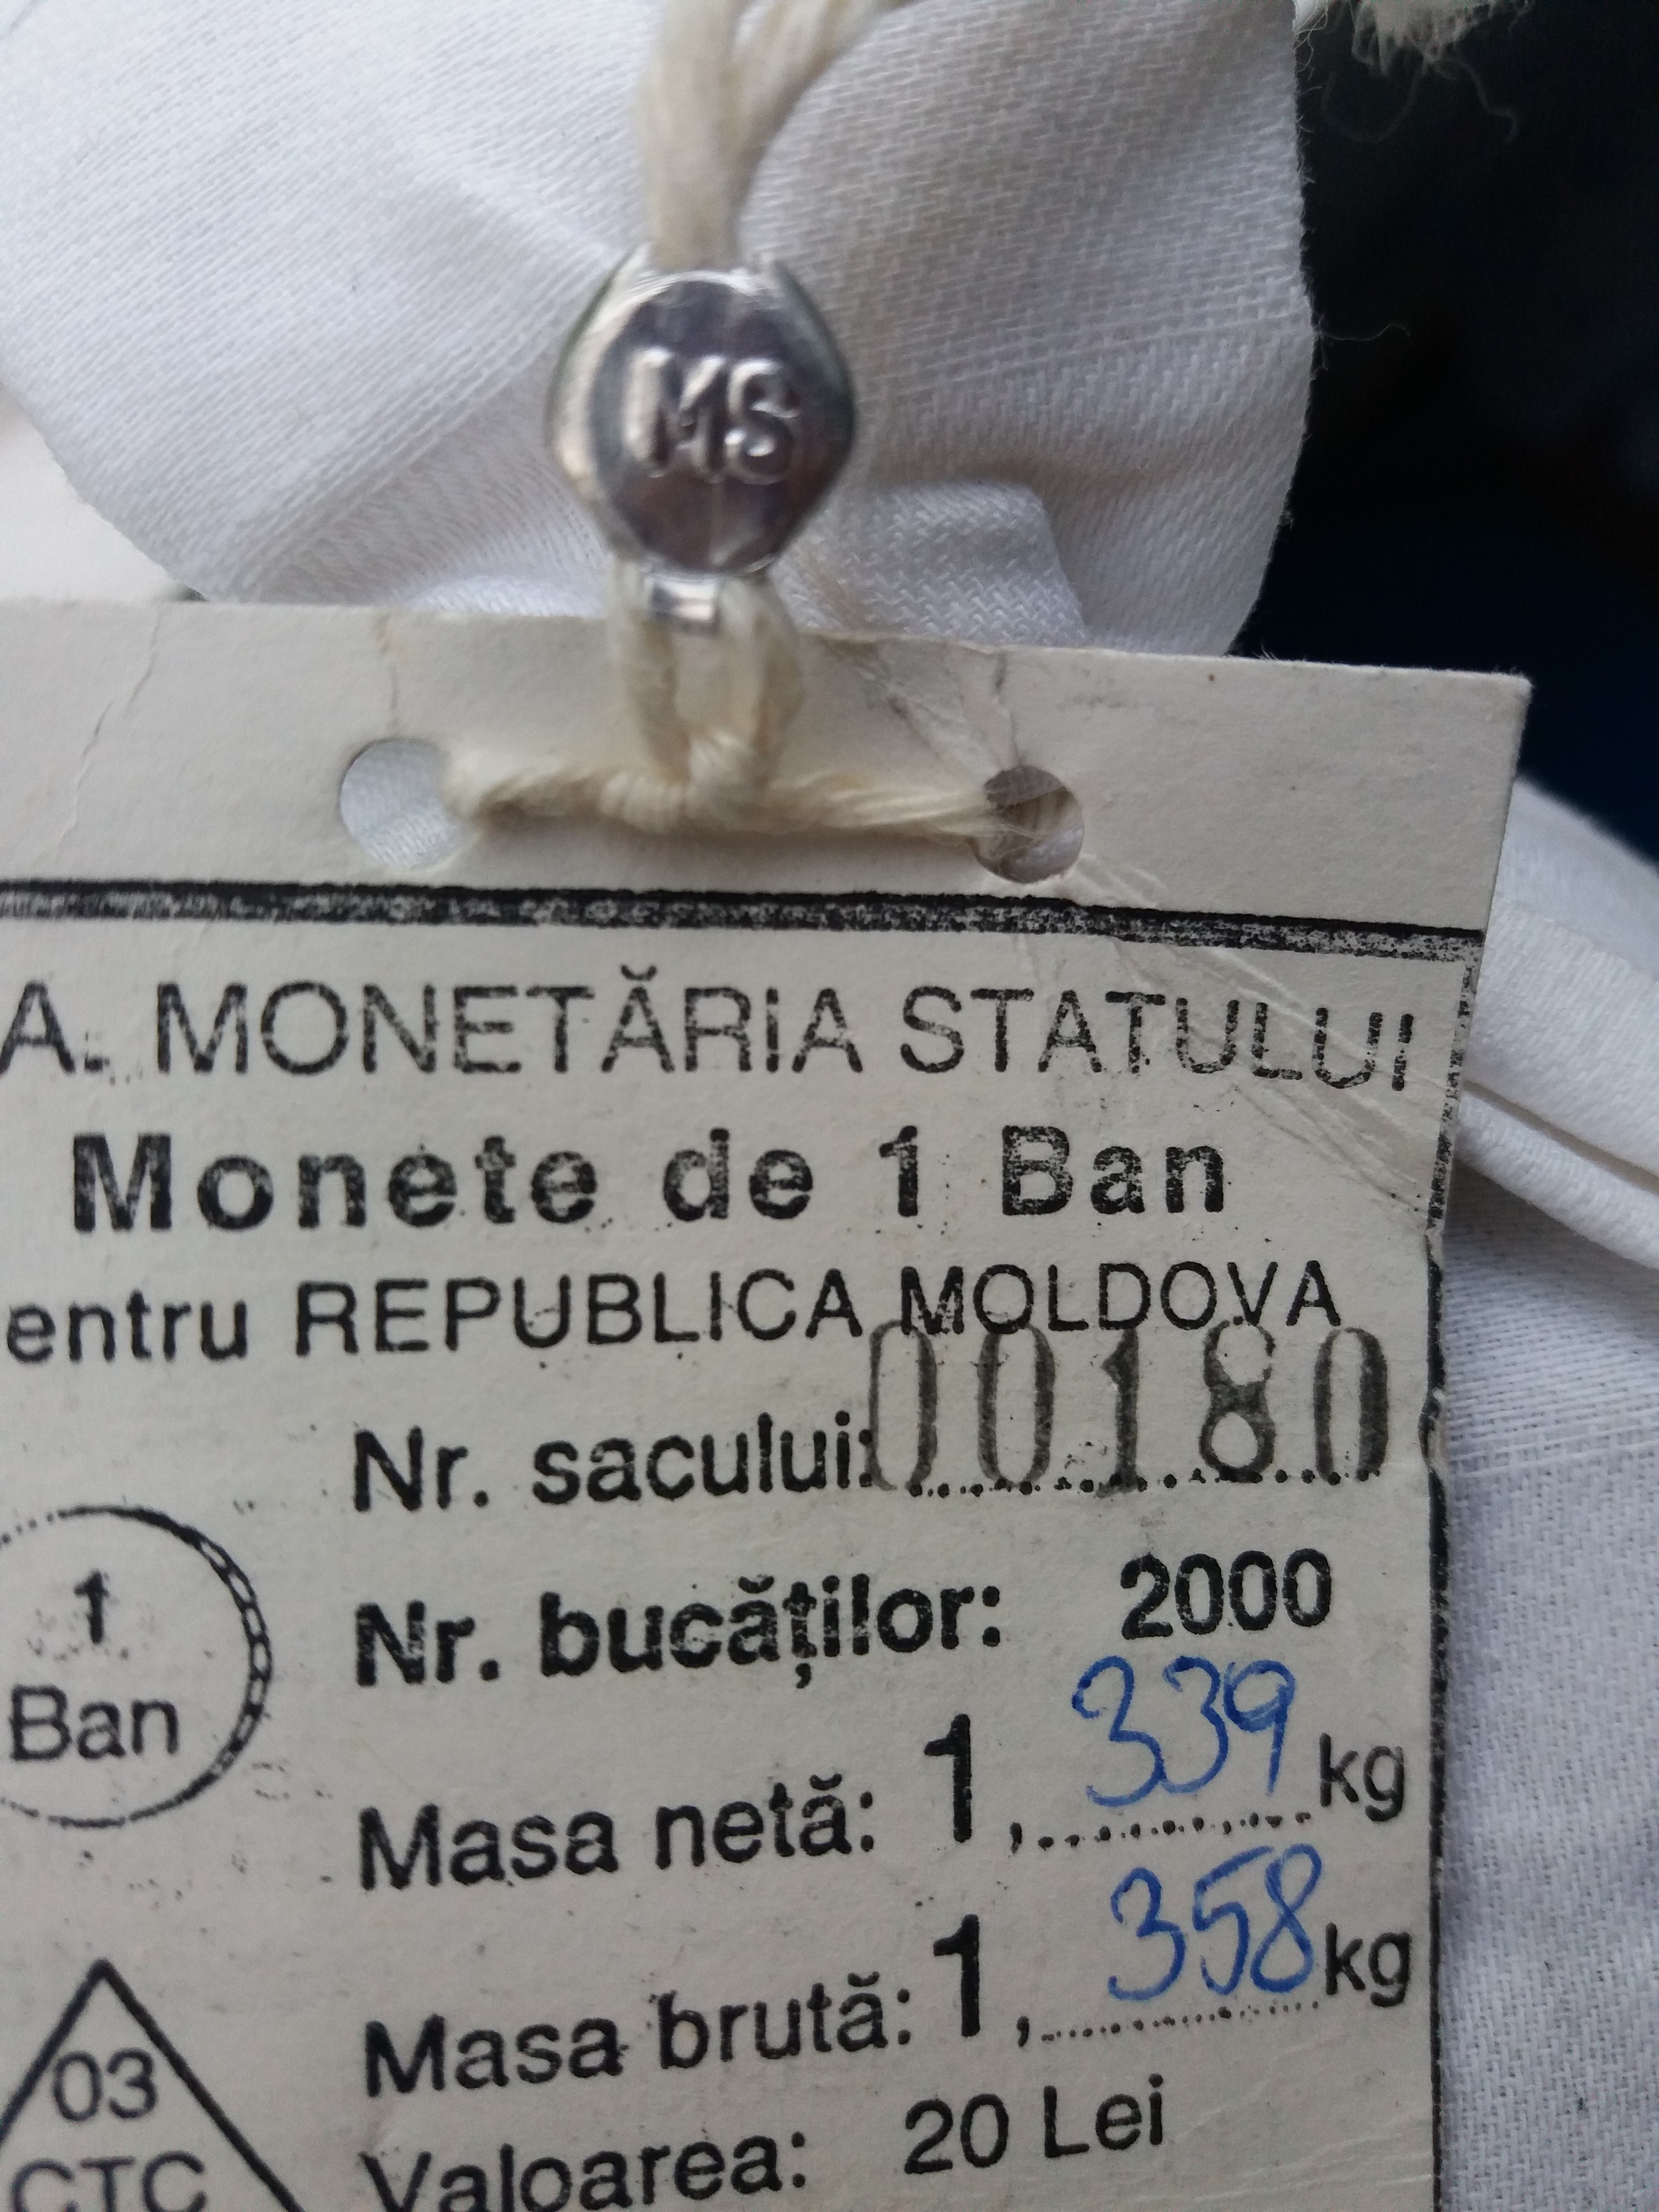 MS
A. MONETĂRIA STATULUI
Monete de 1 Ban
entru REPUBLICA MOLDOVA
Nr. sacului: 00180
Nr. bucăților: 2000
1
Ban
Masa netă: 1, 339 kg
Masa brută: 1, 358 kg
03
CTC
Valoarea: 20 Lei